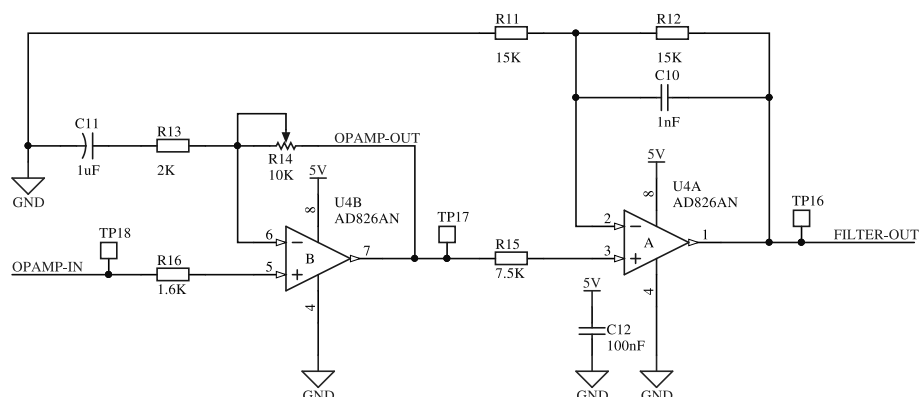 R11
15K
R12
15K
C10
1nF
C11
1uF
R13
2K
R14
10K
OPAMP-OUT
GND
5V
8
U4B
AD826AN
6
B
7
5
4
TP18
OPAMP-IN
R16
1.6K
TP17
R15
7.5K
5V
8
U4A
AD826AN
2
A
1
3
4
TP16
FILTER-OUT
5V
C12
100nF
GND
GND
GND